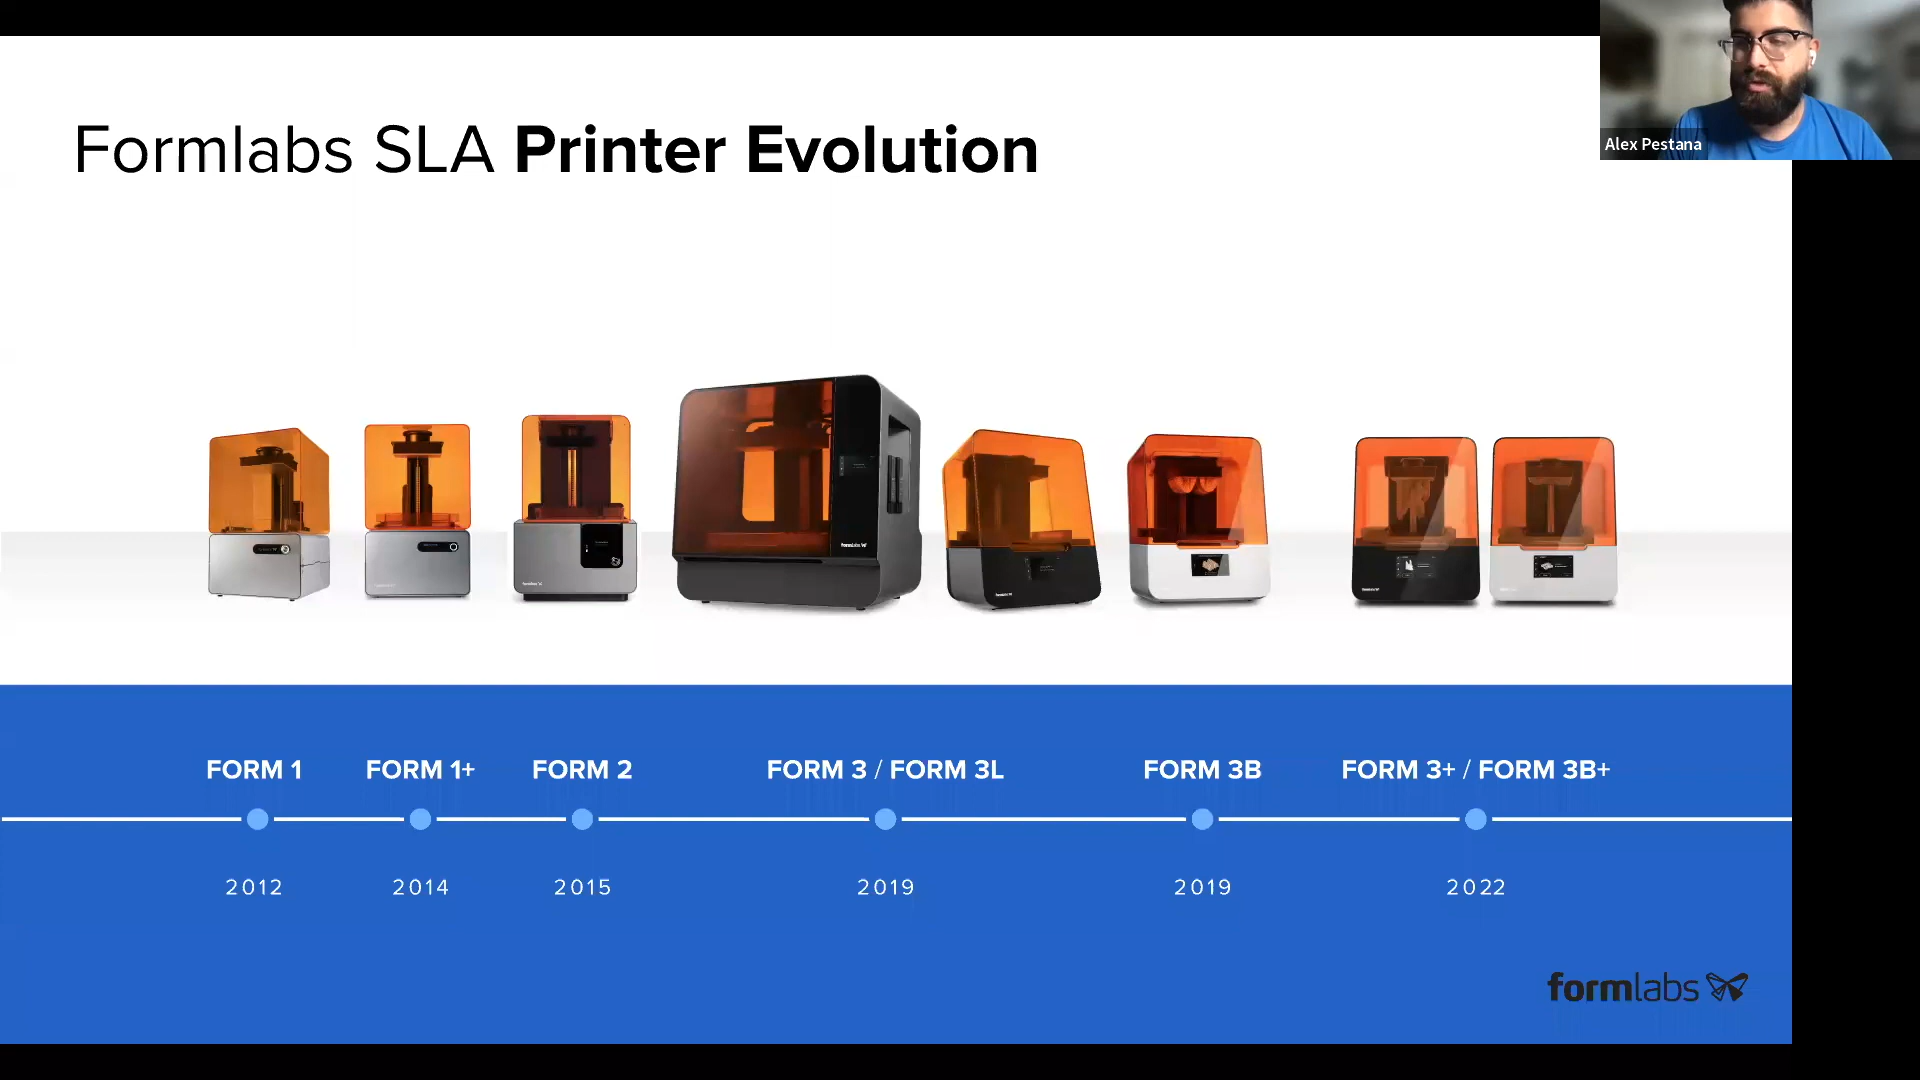 Alex Pestana
Formlabs SLA Printer Evolution
formlabs
FORM 1
FORM 1+
FORM 2
FORM 3 / FORM 3L
FORM 3B
FORM 3+ / FORM 3B+
2012
2014
2015
2019
2019
2022
formlabs